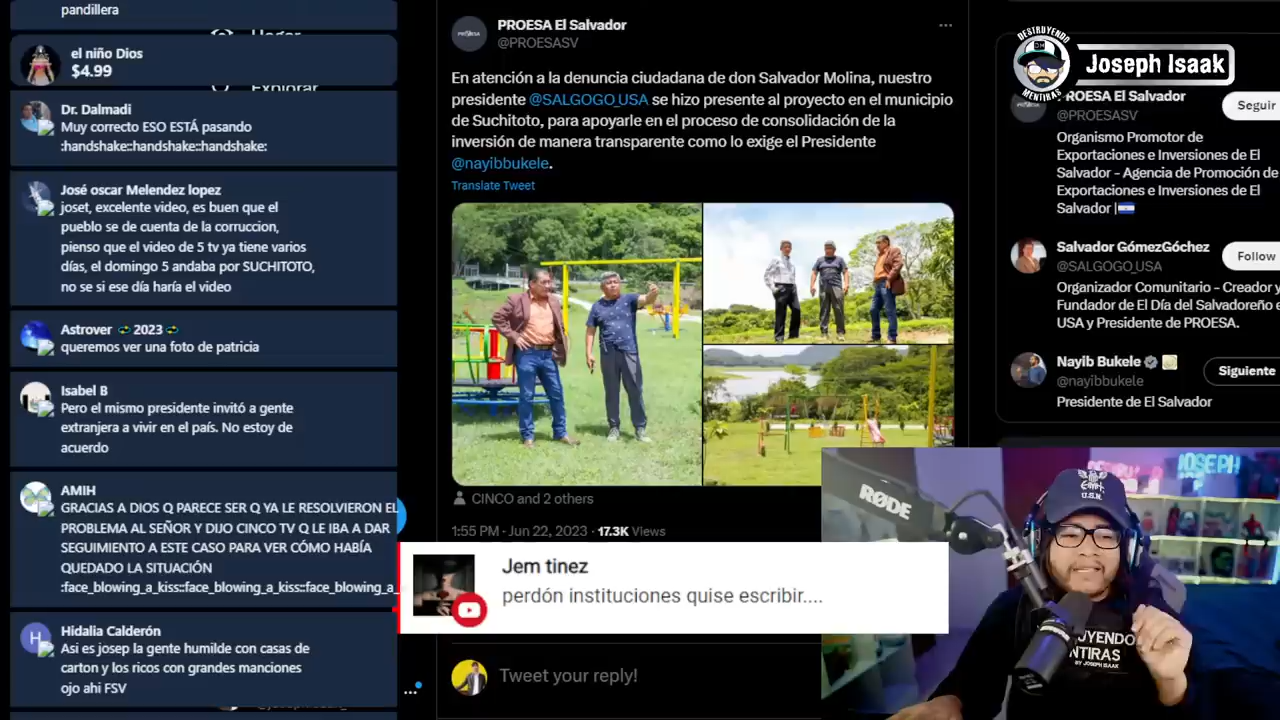 pandillera
el niño Dios
$4.99
Explorar
Dr. Dalmadi
Muy correcto ESO ESTÁ pasando
:handshake::handshake::handshake:
José oscar Melendez lopez
joset, excelente video, es buen que el
pueblo se de cuenta de la corruccion,
pienso que el video de 5 tv ya tiene varios
días, el domingo 5 andaba por SUCHITOTO,
no se si ese día haría el video
Astrover 2023
queremos ver una foto de patricia
Isabel B
Pero el mismo presidente invitó a gente
extranjera a vivir en el país. No estoy de
acuerdo
AMIH
GRACIAS A DIOS Q PARECE SER Q YA LE RESOLVIERON EL
PROBLEMA AL SEÑOR Y DIJO CINCO TV Q LE IBA A DAR
SEGUIMIENTO A ESTE CASO PARA VER CÓMO HABÍA
QUEDADO LA SITUACIÓN
:face_blowing_a_kiss::face_blowing_a_kiss::face_blowing_a_
H
Hidalia Calderón
Asi es josep la gente humilde con casas de
carton y los ricos con grandes manciones
ojo ahi FSV
PROESA El Salvador
@PROESASV
En atención a la denuncia ciudadana de don Salvador Molina, nuestro
presidente @SALGOGO_USA se hizo presente al proyecto en el municipio
de Suchitoto, para apoyarle en el proceso de consolidación de la
inversión de manera transparente como lo exige el Presidente
@nayibbukele.
Translate Tweet
CINCO and 2 others
1:55 PM · Jun 22, 2023 · 17.3K Views
Jem tinez
perdón instituciones quise escribir....
Tweet your reply!
DESTRUYENDO
MENTIRAS
Joseph Isaak
PROESA El Salvador
@PROESASV
Seguir
Organismo Promotor de
Exportaciones e Inversiones de El
Salvador - Agencia de Promoción de
Exportaciones e Inversiones de El
Salvador |
Salvador GómezGóchez
@SALGOGO_USA
Follow
Organizador Comunitario - Creador y
Fundador de El Día del Salvadoreño e
USA y Presidente de PROESA.
Nayib Bukele
@nayibbukele
Siguiente
Presidente de El Salvador
RØDE
JOSEPH
U.S.N.
UYENDO
ENTIRAS
BY JOSEPH ISAAK